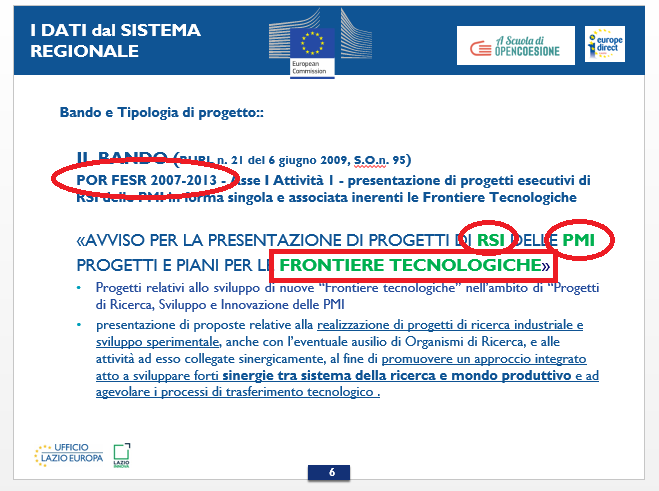 I DATI dal SISTEMA
REGIONALE
European
Commission
A Scuola di
OPENCOESIONE
europe
direct
Bando e Tipologia di progetto::
IL BANDO (BURL n. 21 del 6 giugno 2009, S.O.n. 95)
POR FESR 2007-2013 - Asse I Attività 1 - presentazione di progetti esecutivi di
RSI delle PMI in forma singola e associata inerenti le Frontiere Tecnologiche
«AVVISO PER LA PRESENTAZIONE DI PROGETTI DI RSI DELLE PMI
PROGETTI E PIANI PER LE FRONTIERE TECNOLOGICHE»
• Progetti relativi allo sviluppo di nuove “Frontiere tecnologiche” nell’ambito di “Progetti
di Ricerca, Sviluppo e Innovazione delle PMI
• presentazione di proposte relative alla realizzazione di progetti di ricerca industriale e
sviluppo sperimentale, anche con l’eventuale ausilio di Organismi di Ricerca, e alle
attività ad esso collegate sinergicamente, al fine di promuovere un approccio integrato
atto a sviluppare forti sinergie tra sistema della ricerca e mondo produttivo e ad
agevolare i processi di trasferimento tecnologico .
UFFICIO
LAZIO EUROPA
LAZIO
INNOVA
6